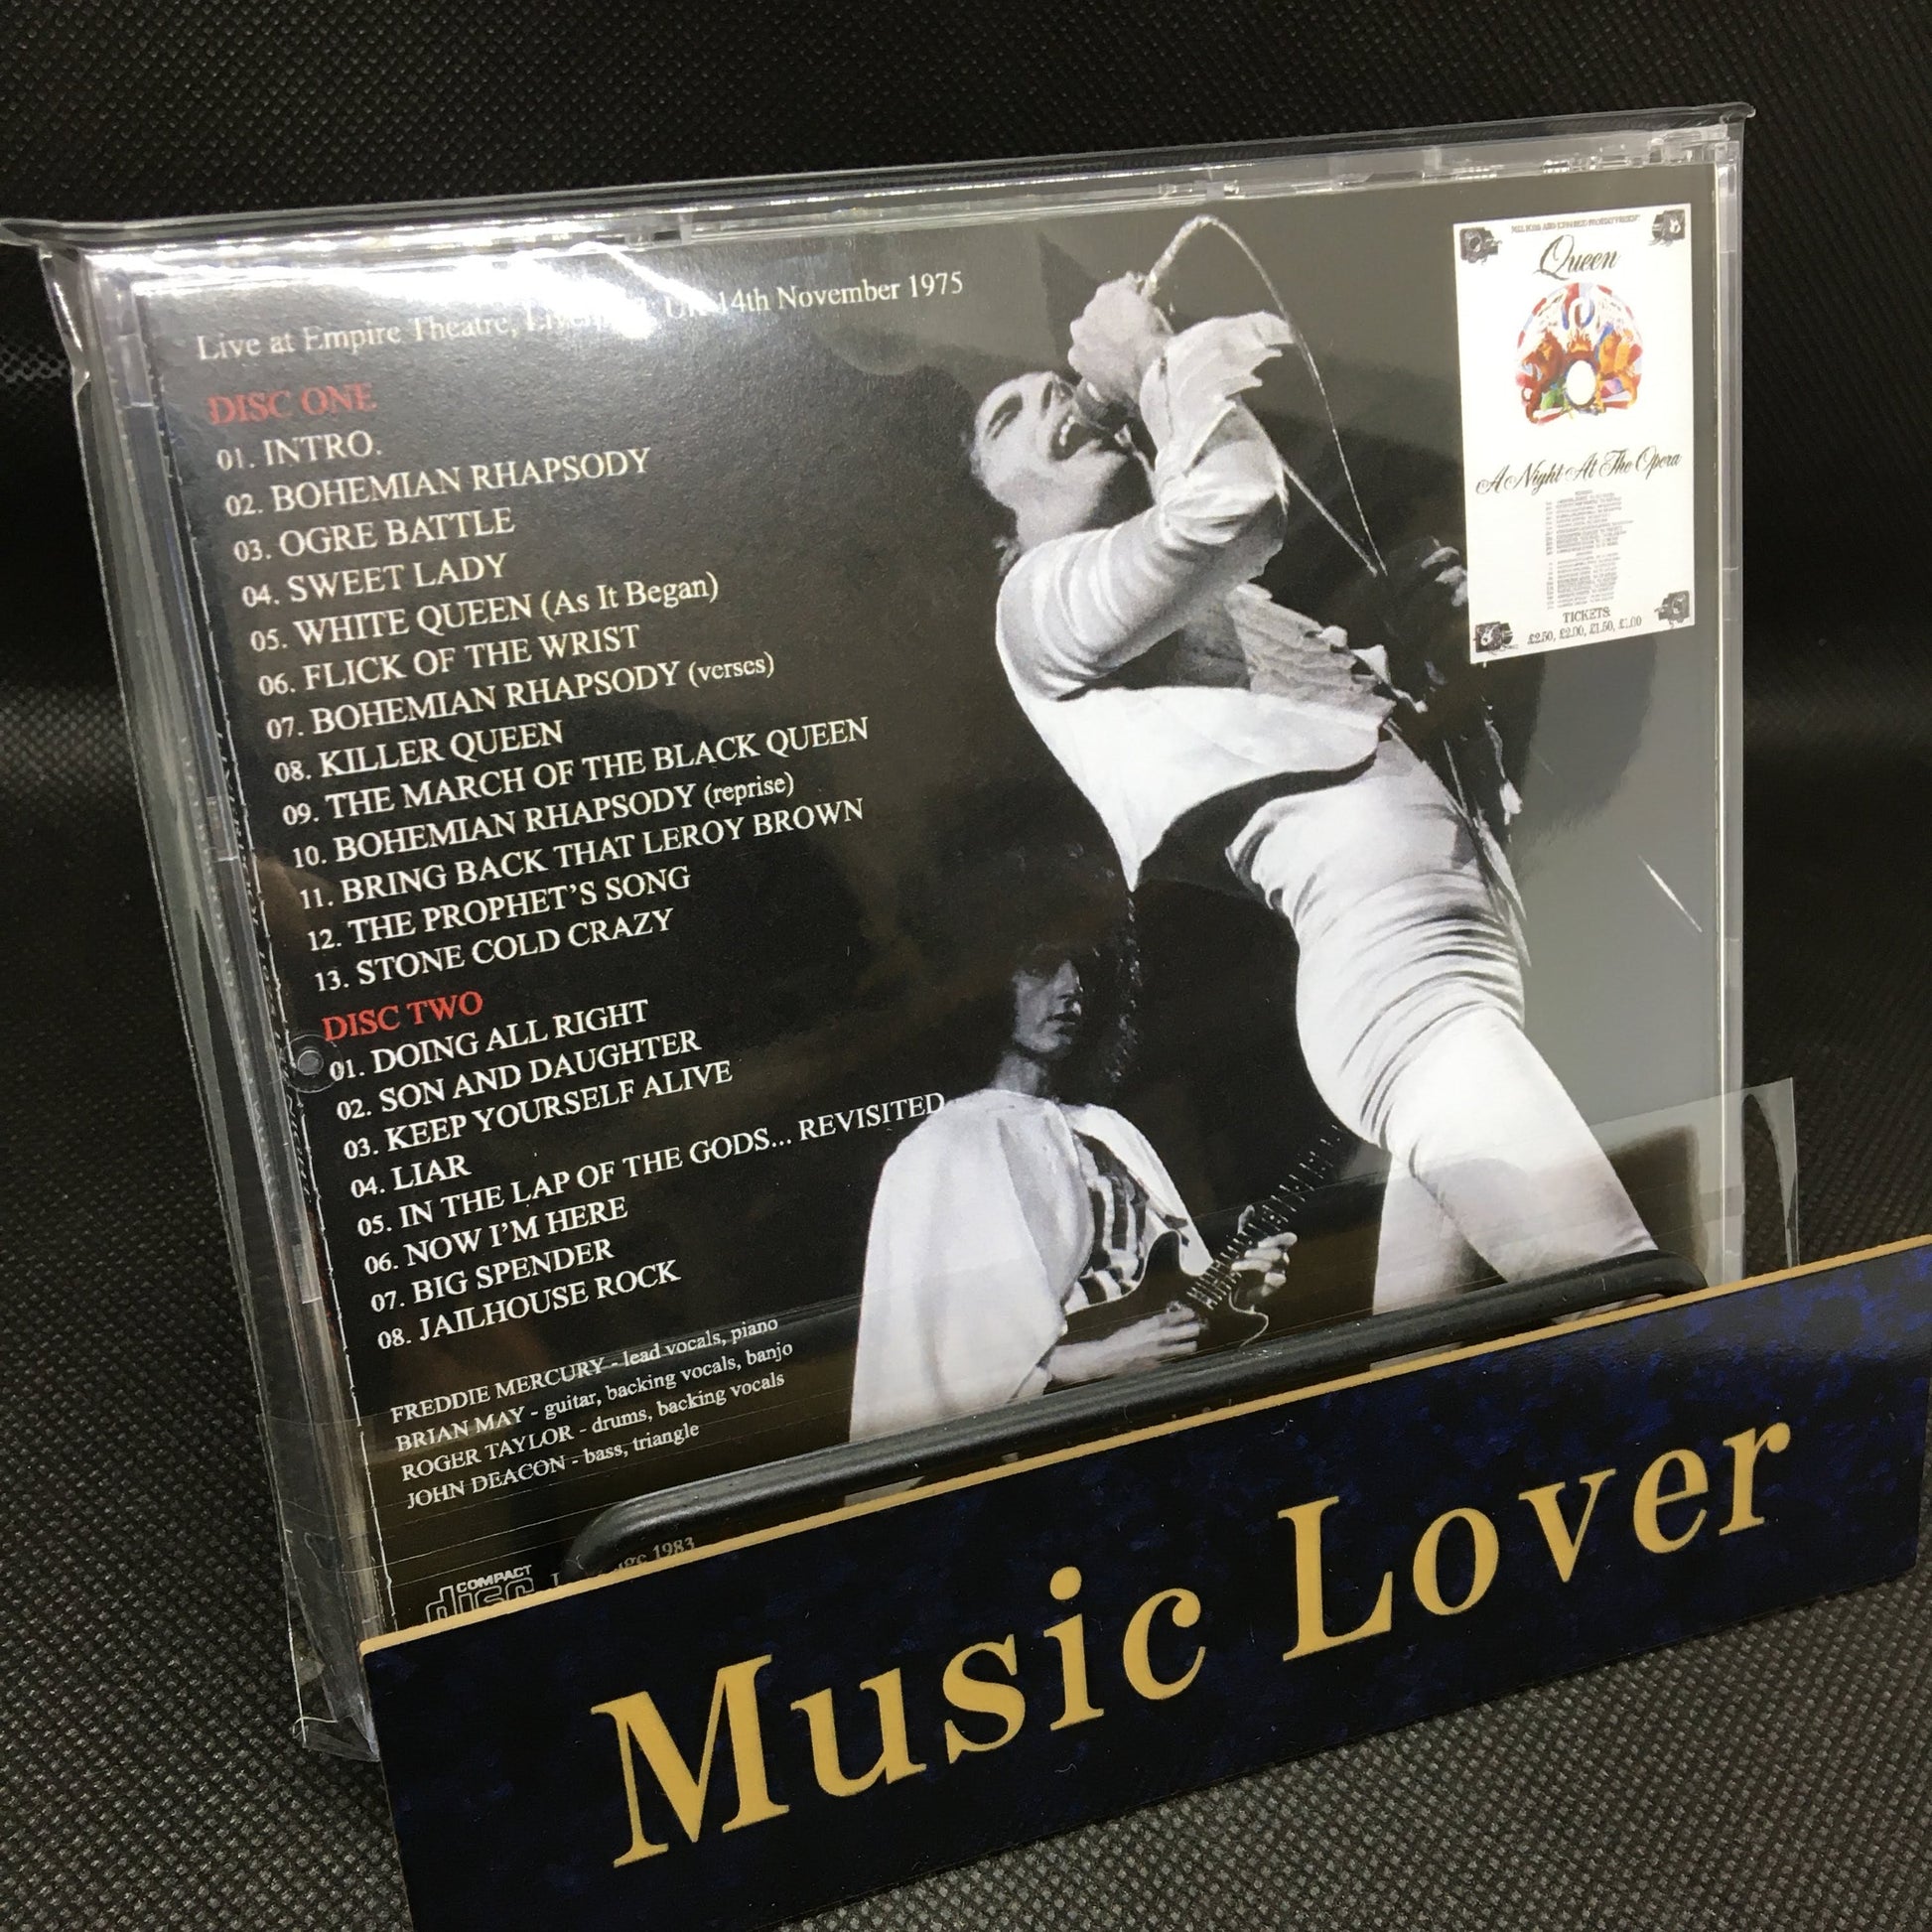 Live at Empire Theatre, UK 14th November 1975
DISC ONE
01. INTRO.
02. BOHEMIAN RHAPSODY
03. OGRE BATTLE
04. SWEET LADY
05. WHITE QUEEN (As It Began)
06. FLICK OF THE WRIST
07. BOHEMIAN RHAPSODY (verses)
08. KILLER QUEEN
09. THE MARCH OF THE BLACK QUEEN
10. BOHEMIAN RHAPSODY (reprise)
11. BRING BACK THAT LEROY BROWN
12. THE PROPHET'S SONG
13. STONE COLD CRAZY
DISC TWO
01. DOING ALL RIGHT
02. SON AND DAUGHTER
03. KEEP YOURSELF ALIVE
04. LIAR
05. IN THE LAP OF THE GODS... REVISITED
06. NOW I'M HERE
07. BIG SPENDER
08. JAILHOUSE ROCK
FREDDIE MERCURY - lead vocals, piano
BRIAN MAY - guitar, backing vocals, banjo
ROGER TAYLOR - drums, backing vocals
JOHN DEACON - bass, triangle
1983
COMPACT
disc
Queen
A Night At The Opera
TICKETS:
£2.50, £2.00, £1.50, £1.00
Music Lover